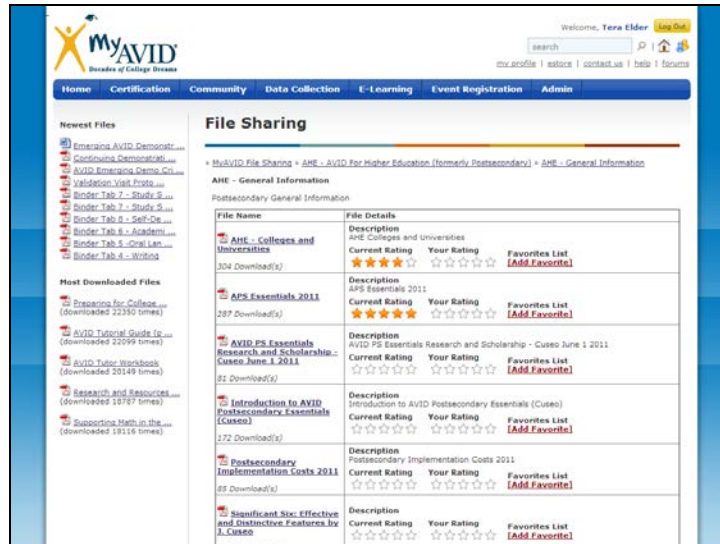 MyAVID
Decades of College Dreams
Welcome, Tera Elder
Log Out
search
my profile | estore | contact us | help | forums
Home Certification Community Data Collection E-Learning Event Registration Admin
Newest Files
Emerging AVID Demonstr ...
Continuing Demonstrati ...
AVID Emerging Demo Cri ...
Validation Visit Proto ...
Binder Tab 7 - Study S ...
Binder Tab 7 - Study S ...
Binder Tab 8 - Self-De ...
Binder Tab 6 - Academi ...
Binder Tab 5 -Oral Lan ...
Binder Tab 4 - Writing
Most Downloaded Files
Preparing for College ...
(downloaded 22350 times)
AVID Tutorial Guide (p ...
(downloaded 22099 times)
AVID Tutor Workbook
(downloaded 20149 times)
Research and Resources ...
(downloaded 18787 times)
Supporting Math in the ...
(downloaded 18116 times)
File Sharing
» MyAVID File Sharing » AHE - AVID For Higher Education (formerly Postsecondary) » AHE - General Information
AHE - General Information
Postsecondary General Information
File Name File Details
AHE - Colleges and
Universities
304 Download(s)
Description
AHE Colleges and Universities
Current Rating Your Rating Favorites List
[Add Favorite]
APS Essentials 2011
287 Download(s)
Description
APS Essentials 2011
Current Rating Your Rating Favorites List
[Add Favorite]
AVID PS Essentials
Research and Scholarship -
Cuseo June 1 2011
81 Download(s)
Description
AVID PS Essentials Research and Scholarship - Cuseo June 1 2011
Current Rating Your Rating Favorites List
[Add Favorite]
Introduction to AVID
Postsecondary Essentials
(Cuseo)
172 Download(s)
Description
Introduction to AVID Postsecondary Essentials (Cuseo)
Current Rating Your Rating Favorites List
[Add Favorite]
Postsecondary
Implementation Costs 2011
85 Download(s)
Description
Postsecondary Implementation Costs 2011
Current Rating Your Rating Favorites List
[Add Favorite]
Significant Six: Effective
and Distinctive Features by
J. Cuseo
Description
Current Rating Your Rating Favorites List
[Add Favorite]